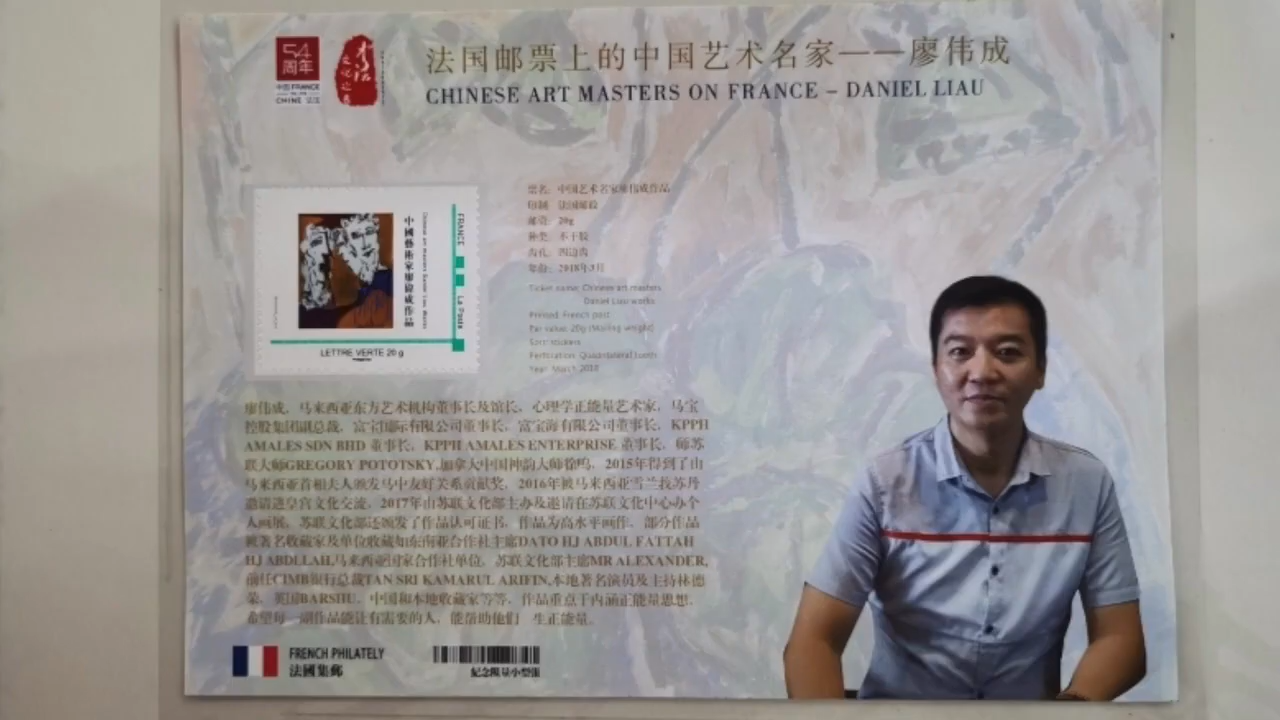 54
周年
中国 FRANCE
CHINE 法国
法国邮票上的中国艺术名家——廖伟成
CHINESE ART MASTERS ON FRANCE – DANIEL LIAU
中國藝術家廖偉成作品
FRANCE
La Poste
LETTRE VERTE 20 g
票名：中国艺术名家廖伟成作品
印制：法国邮政
邮资：20g
种类：不干胶
齿孔：四边齿
年份：2018年3月
Ticket name: Chinese art masters
Daniel Liau works
Printed: French post
Par value: 20g (Mailing weight)
Sort: stickers
Perforation: Quadrilateral tooth
Year: March 2018
廖伟成，马来西亚东方艺术机构董事长及馆长，心理学正能量艺术家，马宝
控股集团副总裁，富宝国际有限公司董事长，富宝海有限公司董事长，KPPH
AMALES SDN BHD 董事长，KPPH AMALES ENTERPRISE 董事长，师苏
联大师GREGORY POTOTSKY,加拿大中国神韵大师徐鸣，2015年得到了由
马来西亚首相夫人颁发马中友好关系贡献奖，2016年被马来西亚雪兰莪苏丹
邀请进皇宫文化交流，2017年由苏联文化部主办及邀请在苏联文化中心办个
人画展，苏联文化部还颁发了作品认可证书，作品为高水平画作，部分作品
被著名收藏家及单位收藏如东南亚合作社主席DATO HJ ABDUL FATTAH
HJ ABDLLAH,马来西亚国家合作社单位，苏联文化部主席MR ALEXANDER,
前任CIMB银行总裁TAN SRI KAMARUL ARIFIN,本地著名演员及主持林德
荣，英国BARSHU，中国和本地收藏家等等，作品重点于内涵正能量思想，
希望每一副作品能让有需要的人，能帮助他们一生正能量。
FRENCH PHILATELY
法國集郵
紀念限量小型張